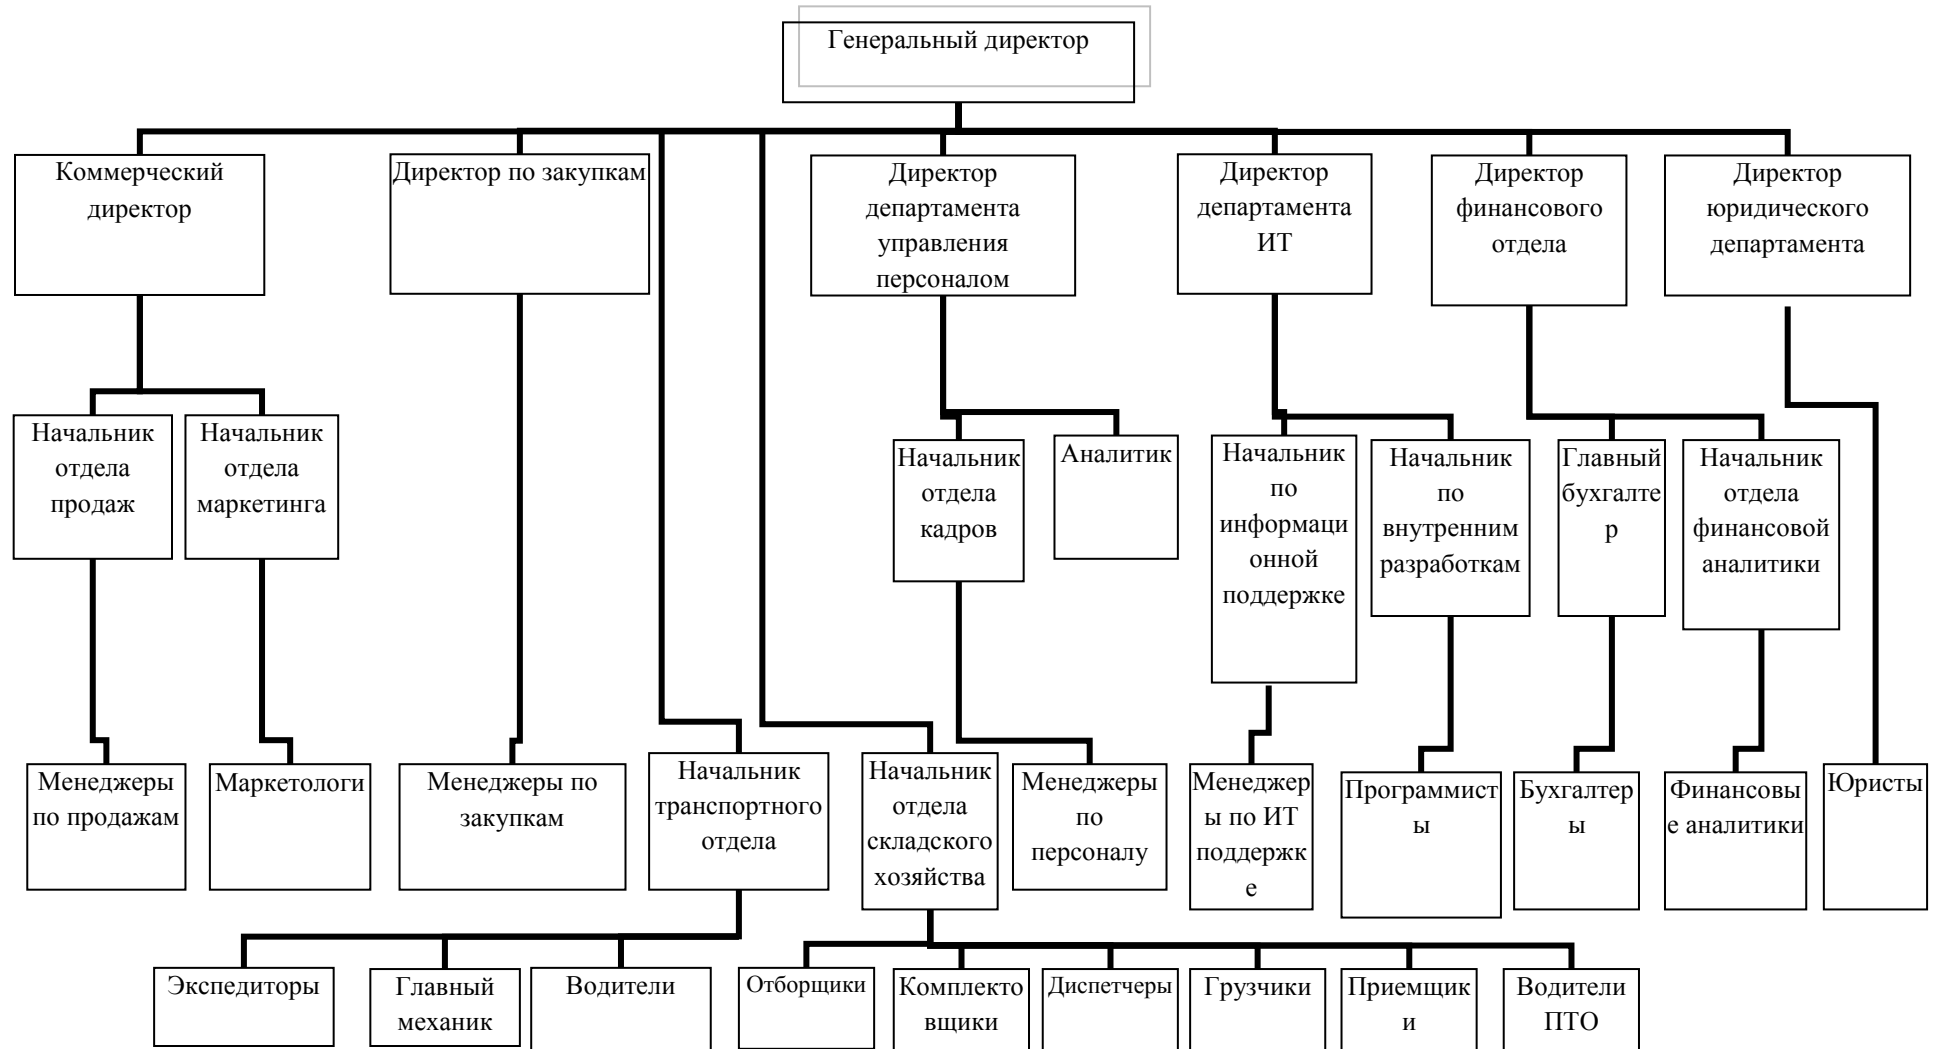 Генеральный директор
Коммерческий
директор
Директор по закупкам
Директор
департамента
управления
персоналом
Директор
департамента
ИТ
Директор
финансового
отдела
Директор
юридического
департамента
Начальник
отдела
продаж
Начальник
отдела
маркетинга
Начальник
отдела
кадров
Аналитик
Начальник
по
информаци
онной
поддержке
Начальник
по
внутренним
разработкам
Главный
бухгалте
р
Начальник
отдела
финансовой
аналитики
Менеджеры
по продажам
Маркетологи
Менеджеры по
закупкам
Начальник
транспортного
отдела
Начальник
отдела
складского
хозяйства
Менеджеры
по
персоналу
Менеджер
ы по ИТ
поддержк
е
Программист
ы
Бухгалтер
ы
Финансовы
е аналитики
Юристы
Экспедиторы
Главный
механик
Водители
Отборщики
Комплекто
вщики
Диспетчеры
Грузчики
Приемщик
и
Водители
ПТО